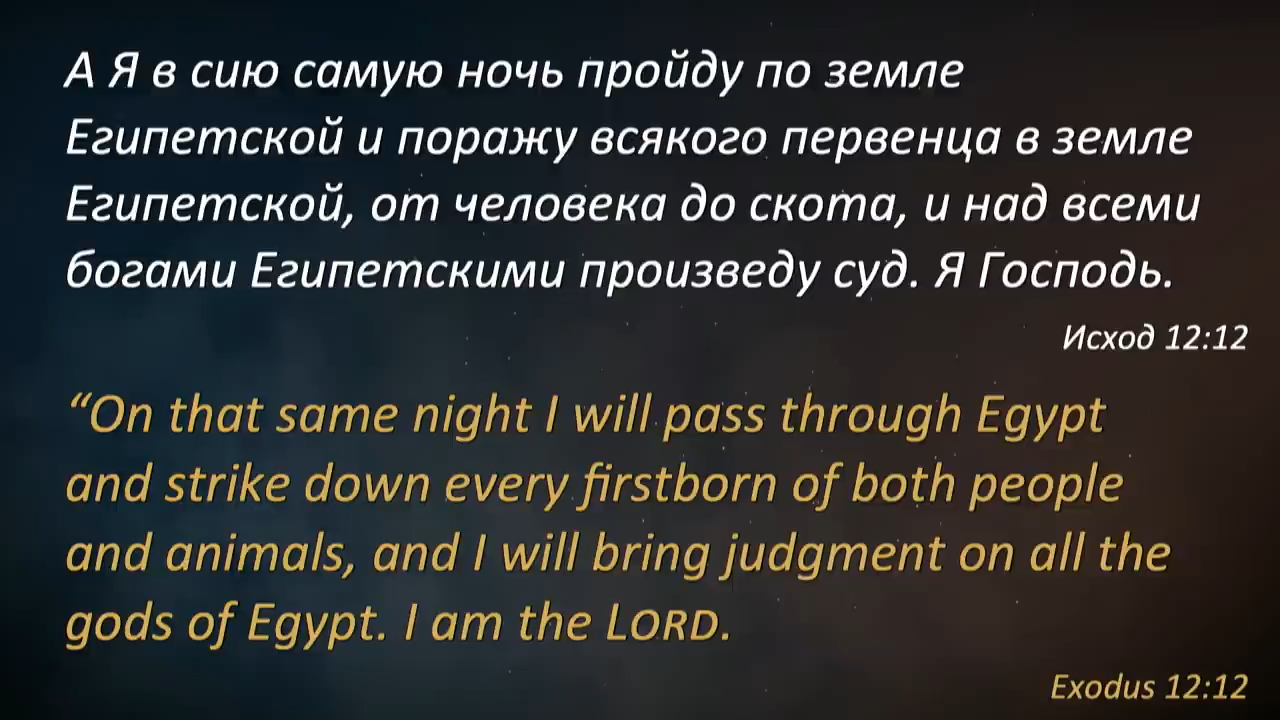 А Я в сию самую ночь пройду по земле
Египетской и поражу всякого первенца в земле
Египетской, от человека до скота, и над всеми
богами Египетскими произведу суд. Я Господь.
Исход 12:12
“On that same night I will pass through Egypt
and strike down every firstborn of both people
and animals, and I will bring judgment on all the
gods of Egypt. I am the LORD.
Exodus 12:12